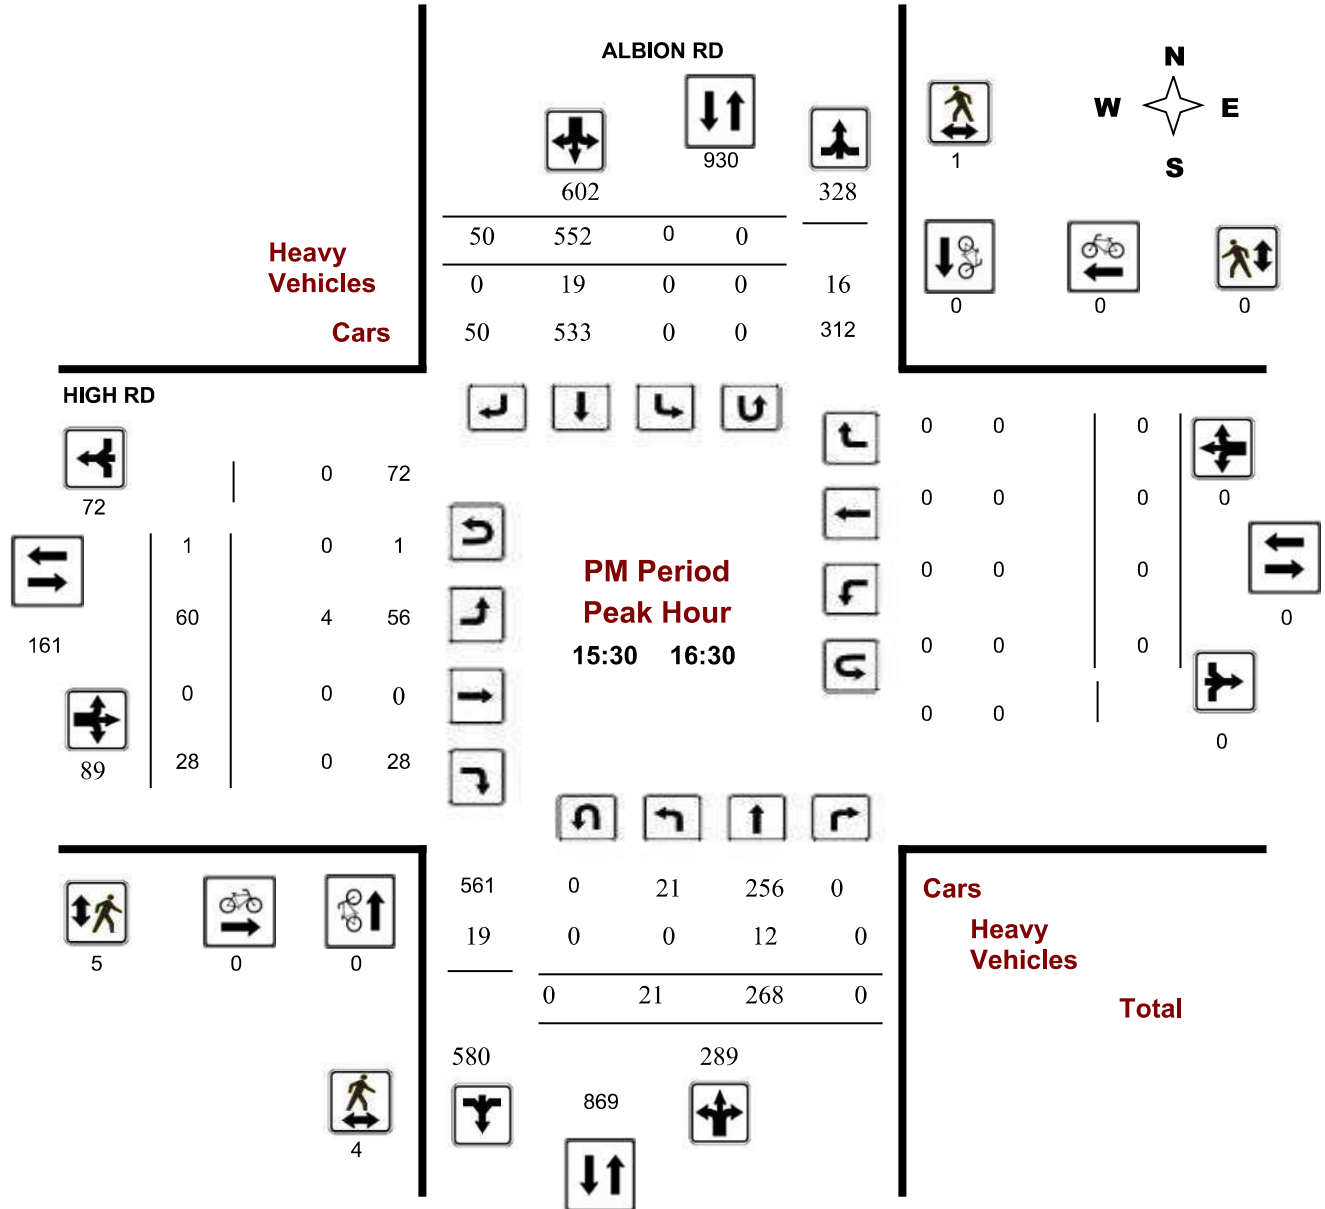 ALBION RD
N
W E
S
930
1
602
328
50 552 0 0
Heavy
Vehicles
0 19 0 0 16
0 0 0
Cars
50 533 0 0 312
HIGH RD
0 0 0
0 72
72
0 0 0 0
1 0 1
PM Period
0 0 0
Peak Hour
60 4 56
0
161
15:30 16:30
0 0 0
0 0 0
0 0
0
89
28 0 28
561 0 21 256 0
Cars
19 0 0 12 0
Heavy
Vehicles
5 0 0
0 21 268 0
Total
580
289
869
4